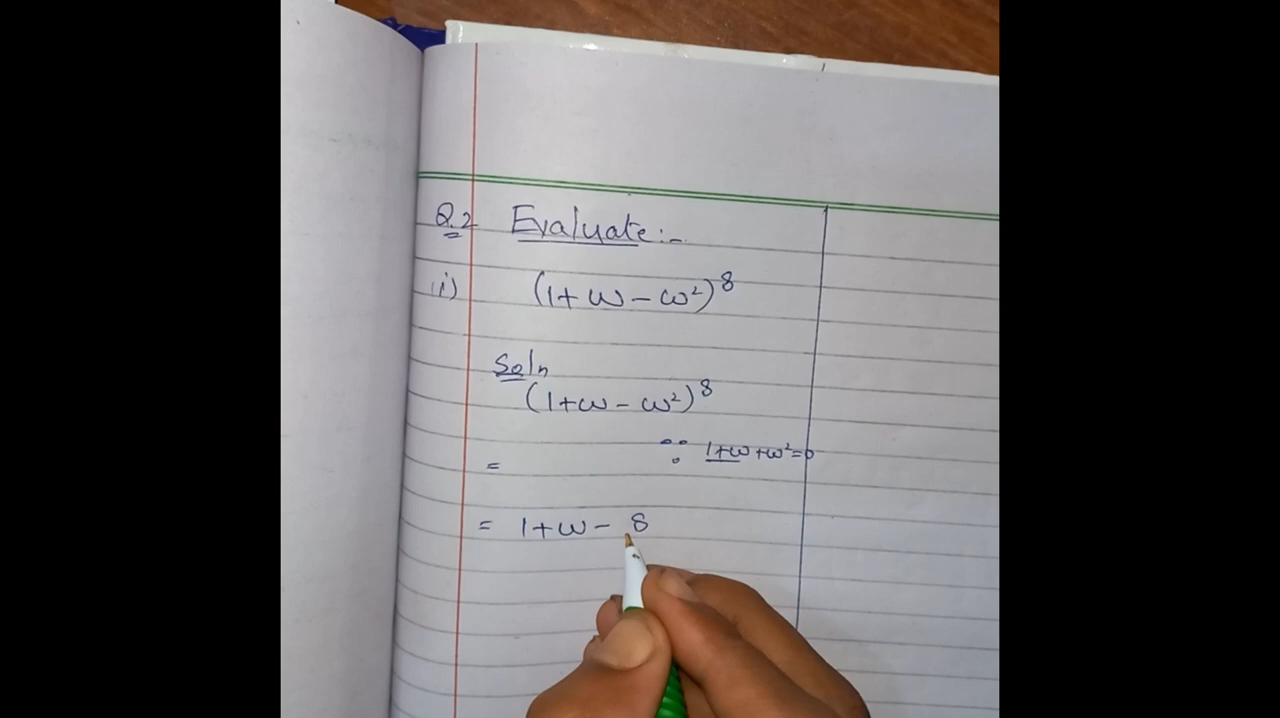 Q.2 Evaluate:-
(i) (1+ω-ω²)⁸
Soln
(1+ω-ω²)⁸
= ∵ 1+ω+ω²=0
= 1+ω- 8